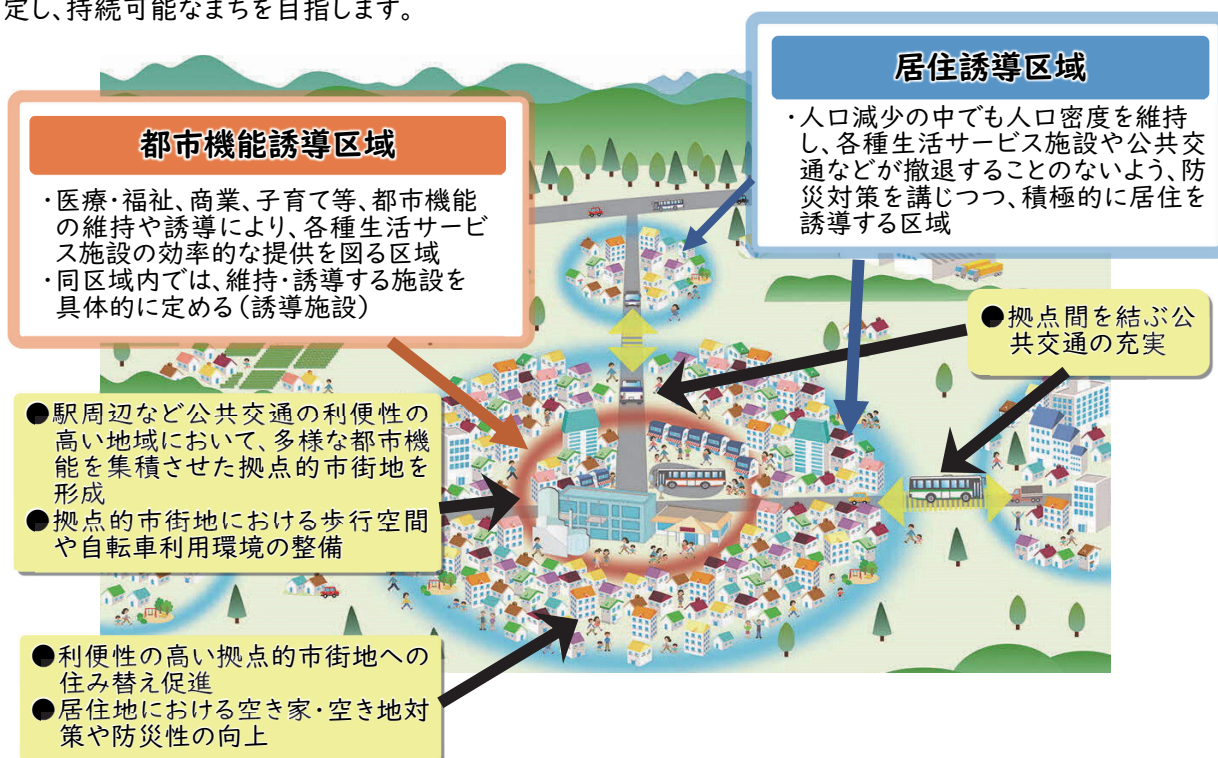 定し、持続可能なまちを目指します。
都市機能誘導区域
・医療・福祉、商業、子育て等、都市機能
の維持や誘導により、各種生活サービ
ス施設の効率的な提供を図る区域
・同区域内では、維持・誘導する施設を
具体的に定める(誘導施設)
居住誘導区域
・人口減少の中でも人口密度を維持
し、各種生活サービス施設や公共交
通などが撤退することのないよう、防
災対策を講じつつ、積極的に居住を
誘導する区域
●拠点間を結ぶ公
共交通の充実
●駅周辺など公共交通の利便性の
高い地域において、多様な都市機
能を集積させた拠点的市街地を
形成
●拠点的市街地における歩行空間
や自転車利用環境の整備
●利便性の高い拠点的市街地への
住み替え促進
●居住地における空き家・空き地対
策や防災性の向上